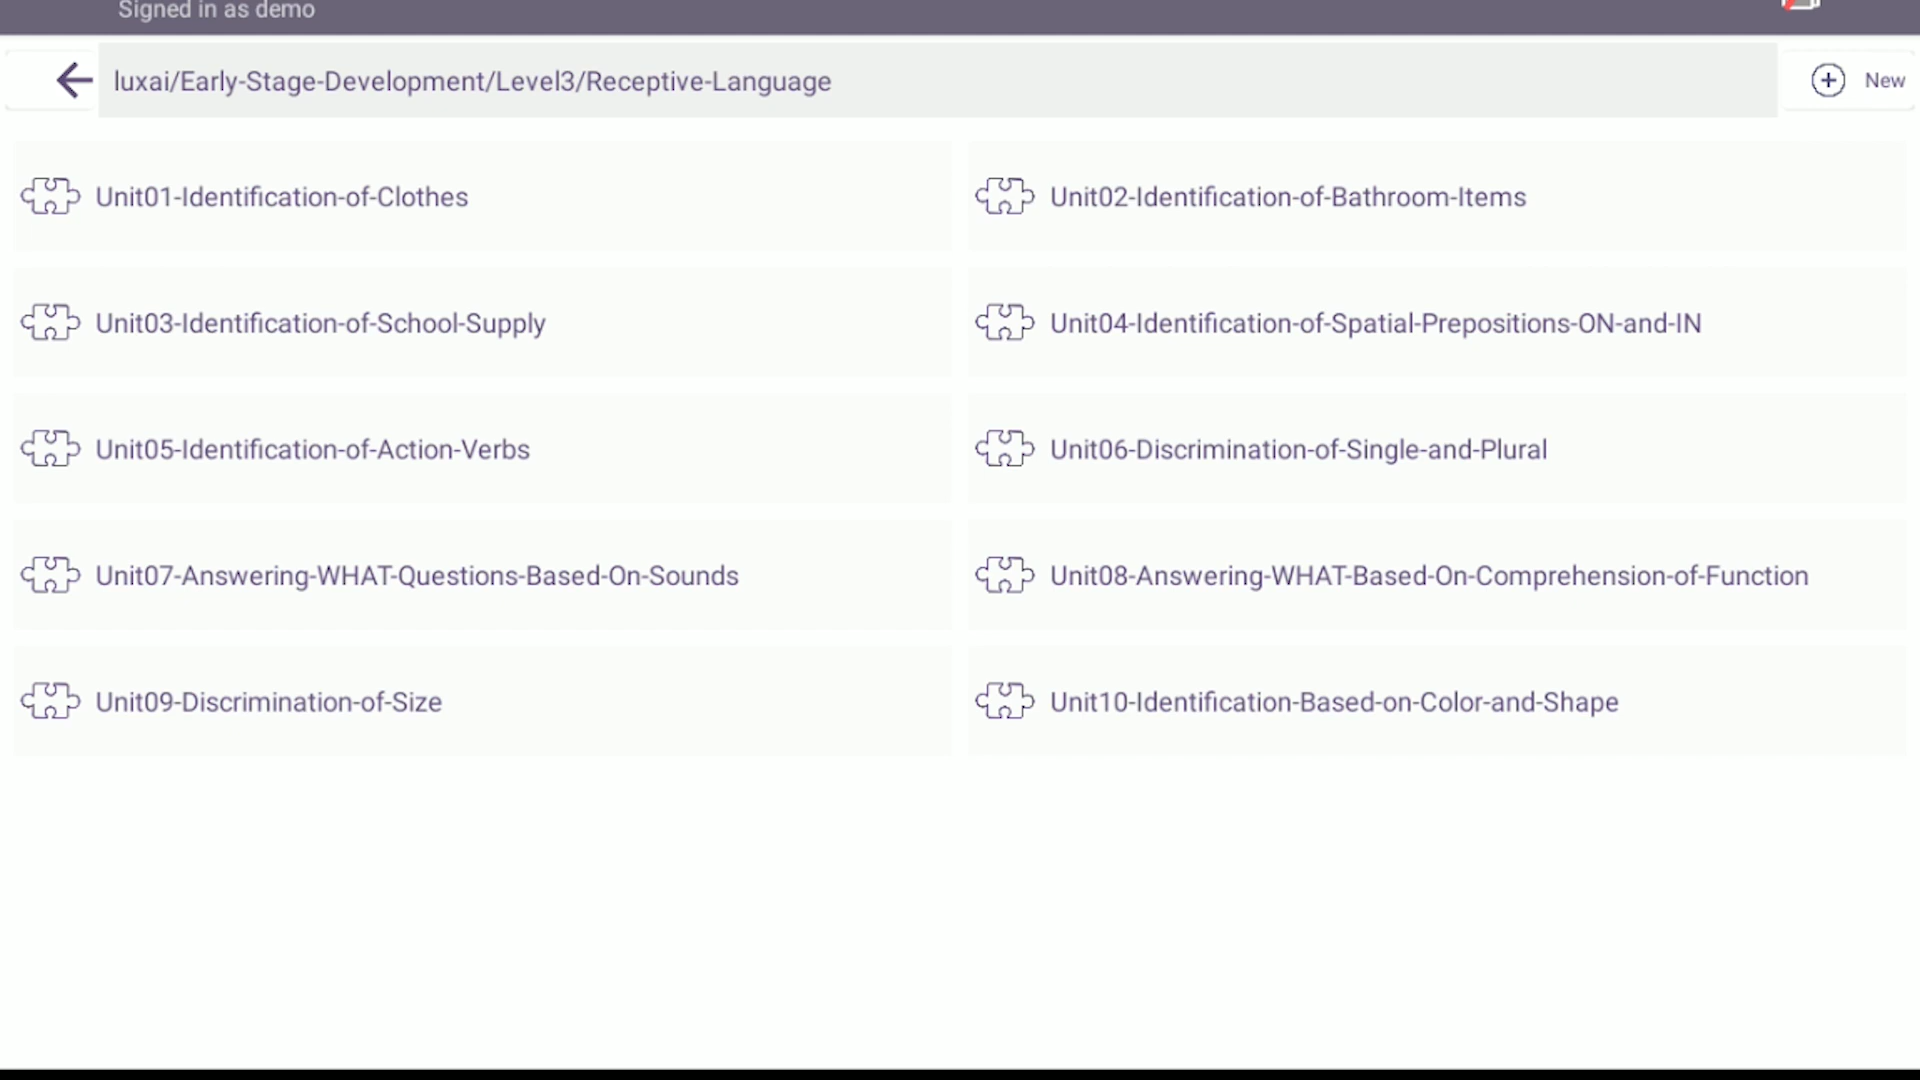 Signed in as demo
luxai/Early-Stage-Development/Level3/Receptive-Language
New
Unit01-Identification-of-Clothes
Unit02-Identification-of-Bathroom-Items
Unit03-Identification-of-School-Supply
Unit04-Identification-of-Spatial-Prepositions-ON-and-IN
Unit05-Identification-of-Action-Verbs
Unit06-Discrimination-of-Single-and-Plural
Unit07-Answering-WHAT-Questions-Based-On-Sounds
Unit08-Answering-WHAT-Based-On-Comprehension-of-Function
Unit09-Discrimination-of-Size
Unit10-Identification-Based-on-Color-and-Shape